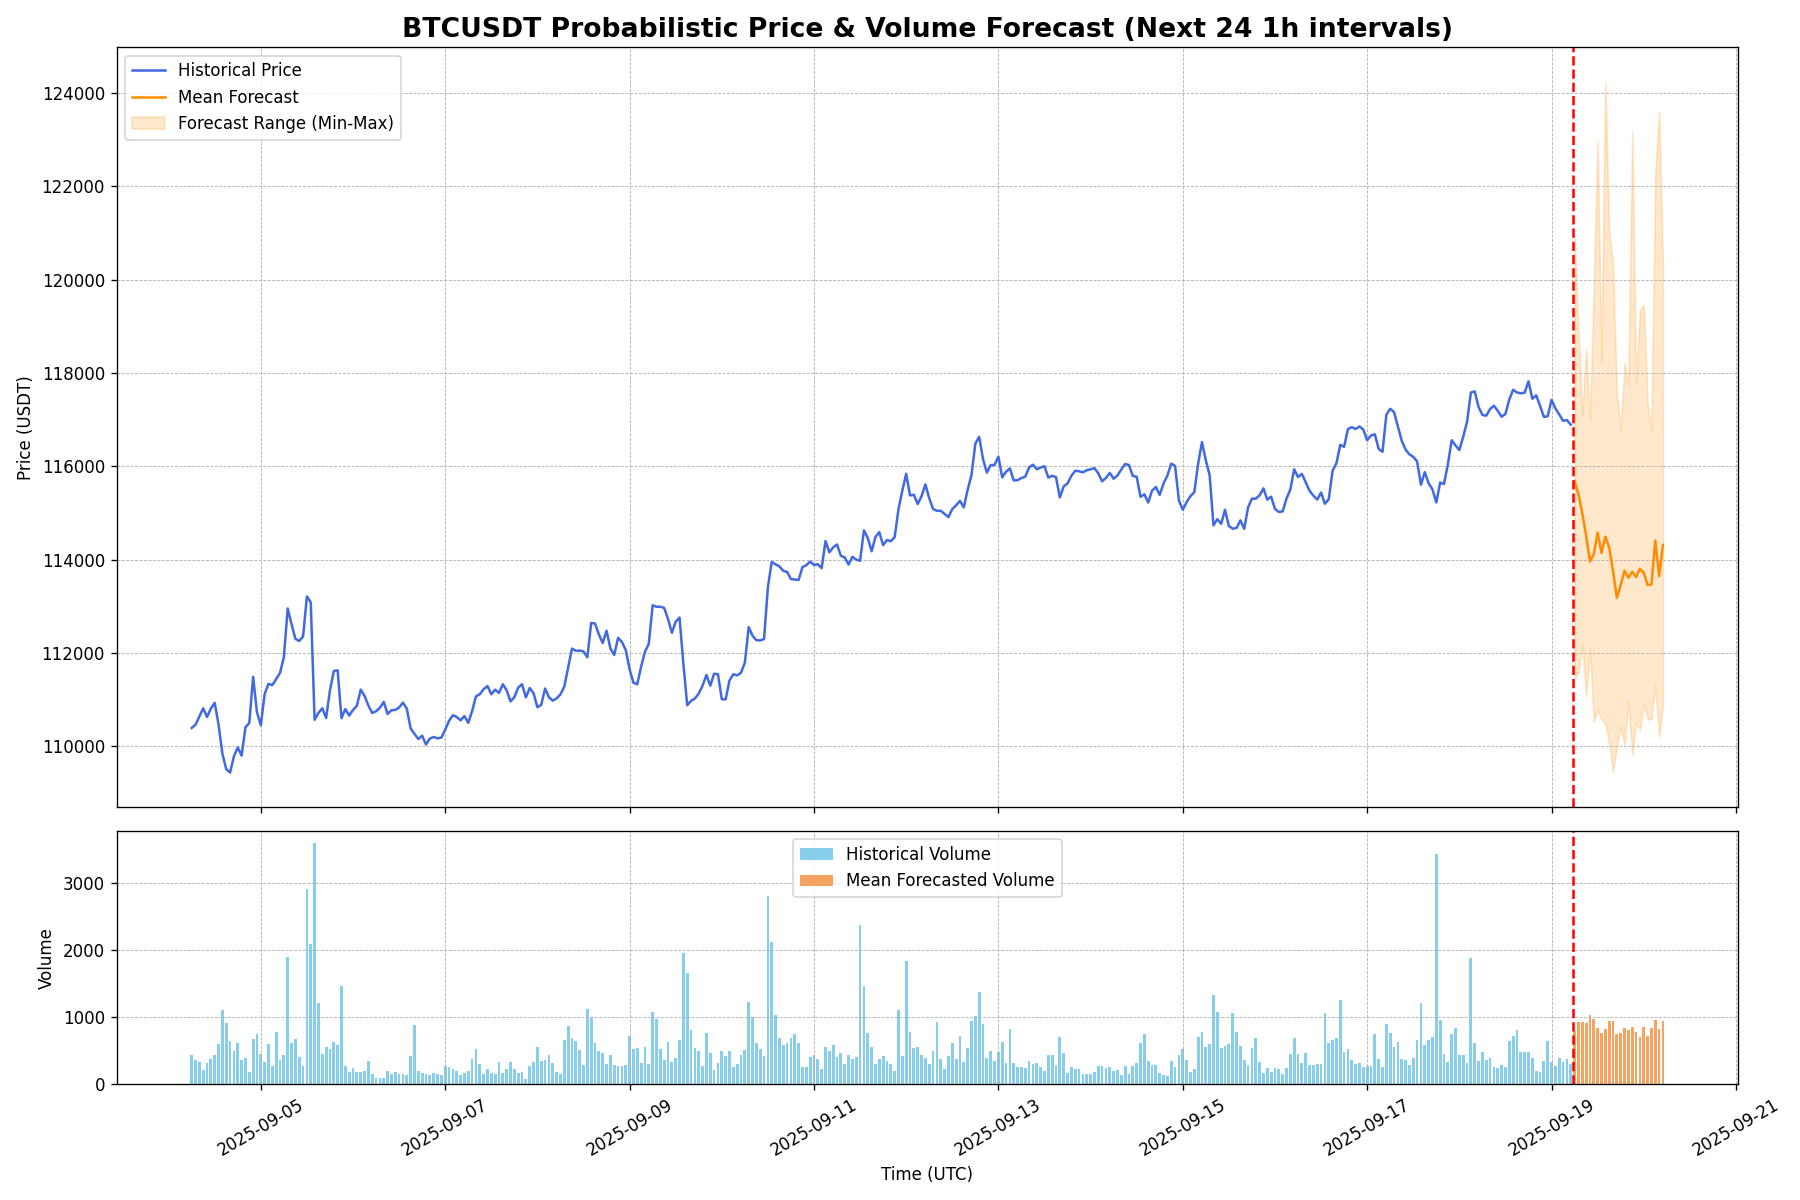 BTCUSDT Probabilistic Price & Volume Forecast (Next 24 1h intervals)
Historical Price
Mean Forecast
Forecast Range (Min-Max)
124000
122000
120000
118000
116000
114000
112000
110000
Price (USDT)
Historical Volume
Mean Forecasted Volume
3000
2000
1000
0
Volume
2025-09-05
2025-09-07
2025-09-09
2025-09-11
2025-09-13
2025-09-15
2025-09-17
2025-09-19
2025-09-21
Time (UTC)